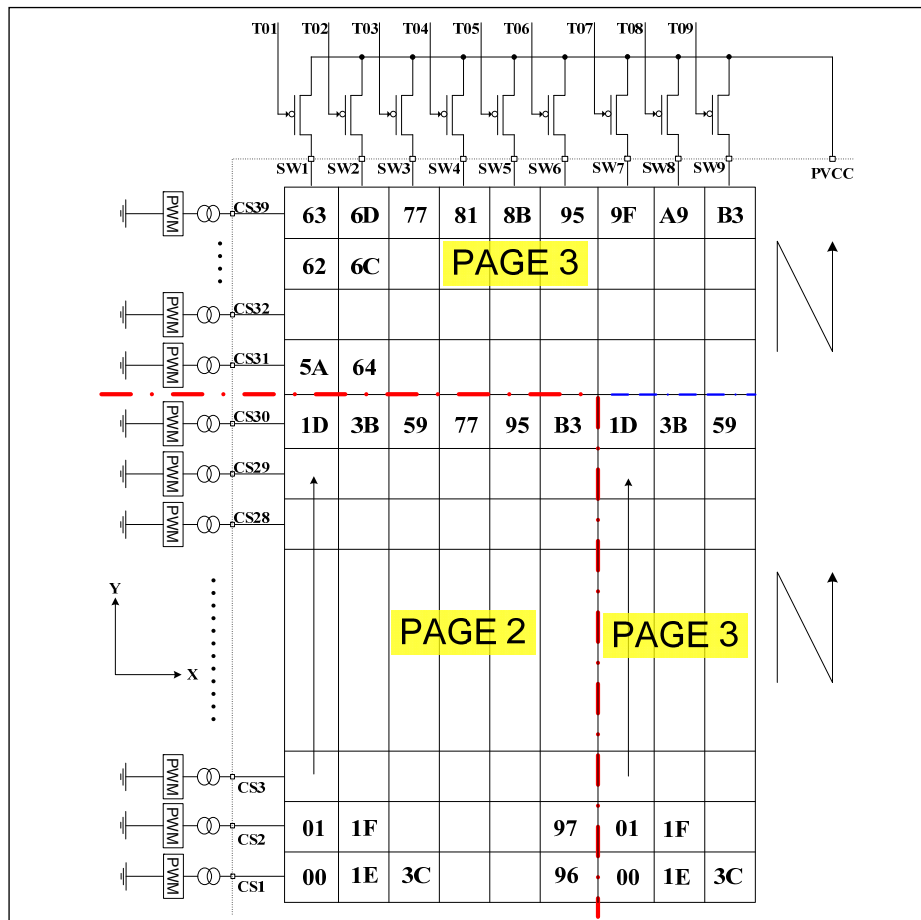 T01 T02 T03 T04 T05 T06 T07 T08 T09
SW1 SW2 SW3 SW4 SW5 SW6 SW7 SW8 SW9 PVCC
PWM CS39 63 6D 77 81 8B 95 9F A9 B3
PWM 62 6C PAGE 3
PWM CS32
PWM CS31 5A 64
PWM CS30 1D 3B 59 77 95 B3 1D 3B 59
PWM CS29
PWM CS28
Y
X
PAGE 2 PAGE 3
PWM CS3
PWM CS2 01 1F 97 01 1F
PWM CS1 00 1E 3C 96 00 1E 3C